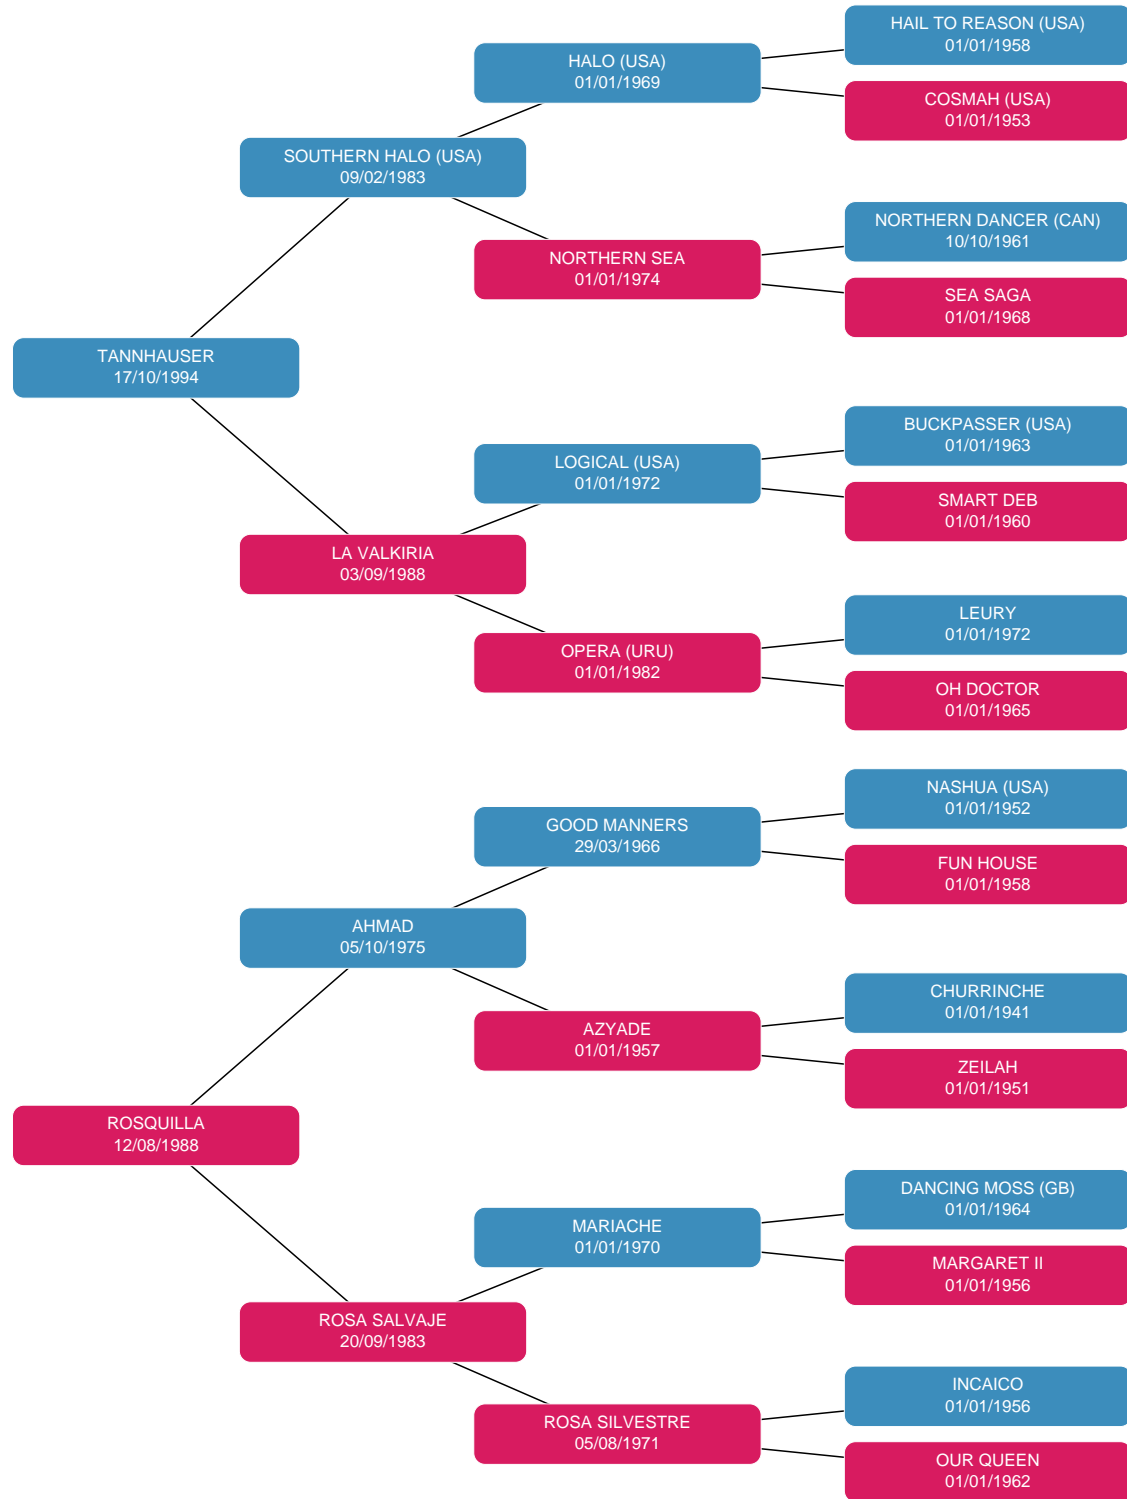 HAIL TO REASON (USA)
01/01/1958
HALO (USA)
01/01/1969
COSMAH (USA)
01/01/1953
SOUTHERN HALO (USA)
09/02/1983
NORTHERN DANCER (CAN)
10/10/1961
NORTHERN SEA
01/01/1974
SEA SAGA
01/01/1968
TANNHAUSER
17/10/1994
BUCKPASSER (USA)
01/01/1963
LOGICAL (USA)
01/01/1972
SMART DEB
01/01/1960
LA VALKIRIA
03/09/1988
LEURY
01/01/1972
OPERA (URU)
01/01/1982
OH DOCTOR
01/01/1965
NASHUA (USA)
01/01/1952
GOOD MANNERS
29/03/1966
FUN HOUSE
01/01/1958
AHMAD
05/10/1975
CHURRINCHE
01/01/1941
AZYADE
01/01/1957
ZEILAH
01/01/1951
ROSQUILLA
12/08/1988
DANCING MOSS (GB)
01/01/1964
MARIACHE
01/01/1970
MARGARET II
01/01/1956
ROSA SALVAJE
20/09/1983
INCAICO
01/01/1956
ROSA SILVESTRE
05/08/1971
OUR QUEEN
01/01/1962